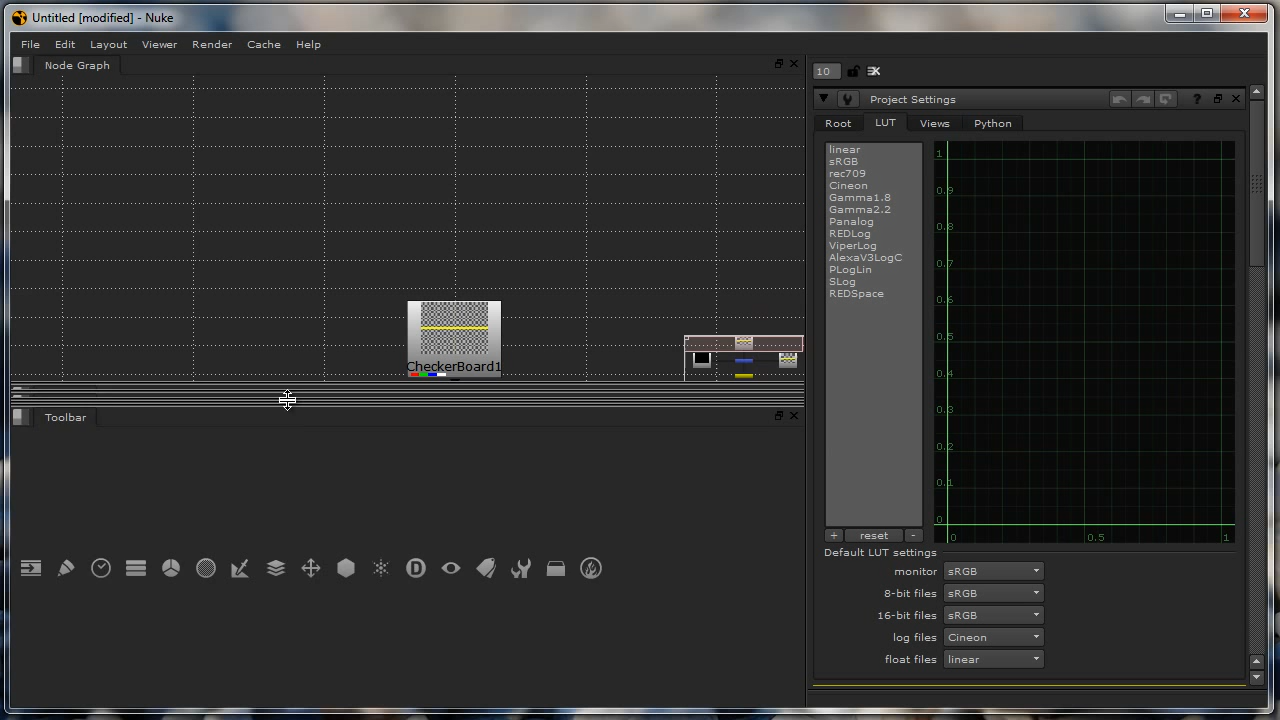 Untitled [modified] - Nuke
File Edit Layout Viewer Render Cache Help
Node Graph
10
Project Settings
?
Root LUT Views Python
linear
sRGB
rec709
Cineon
Gamma1.8
Gamma2.2
Panalog
REDLog
ViperLog
AlexaV3LogC
PLogLin
SLog
REDSpace
1
0.9
0.8
0.7
0.6
0.5
0.4
0.3
0.2
0.1
0
0 0.5 1
+ reset -
Default LUT settings
monitor sRGB
8-bit files sRGB
16-bit files sRGB
log files Cineon
float files linear
CheckerBoard1
Toolbar
D